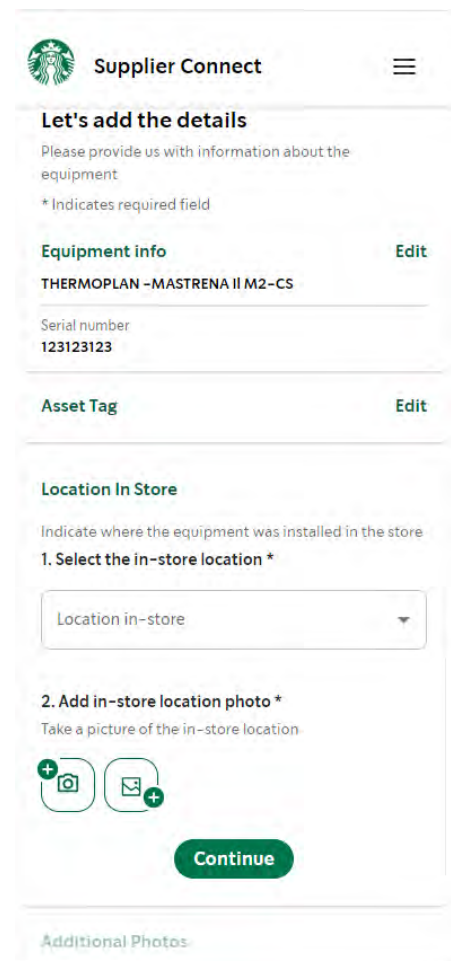 Supplier Connect
Let's add the details
Please provide us with information about the
equipment
* Indicates required field
Equipment info
Edit
THERMOPLAN -MASTRENA II M2-CS
Serial number
123123123
Asset Tag
Edit
Location In Store
Indicate where the equipment was installed in the store
1. Select the in-store location *
Location in-store
2. Add in-store location photo *
Take a picture of the in-store location
Continue
Additional Photos